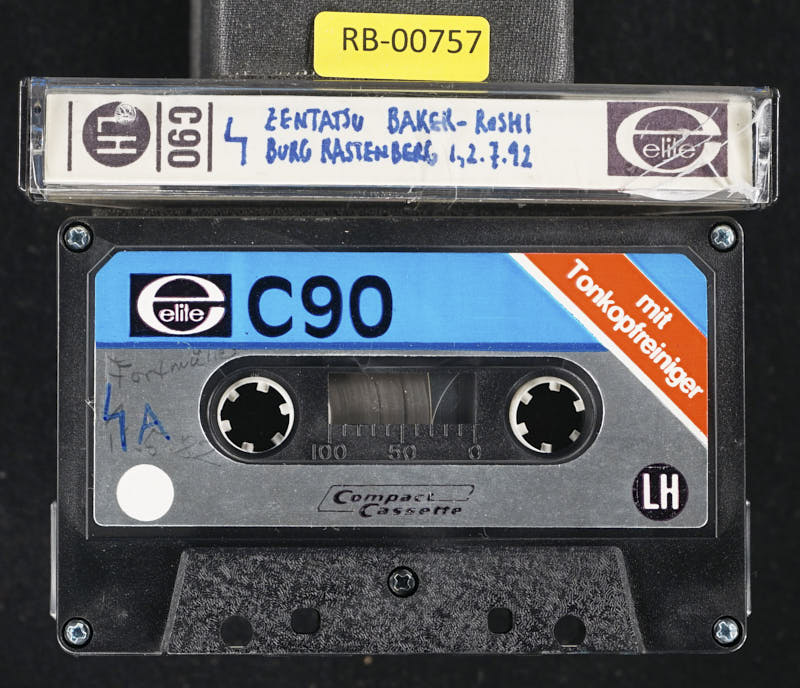 RB-00757
LH
C90
4
ZENTATSU BAKER-ROSHI
BURG RASTENBERG 1,2.7.92
elite
elite
C90
mit
Tonkopfreiniger
4A
100 50 0
Compact
Cassette
LH